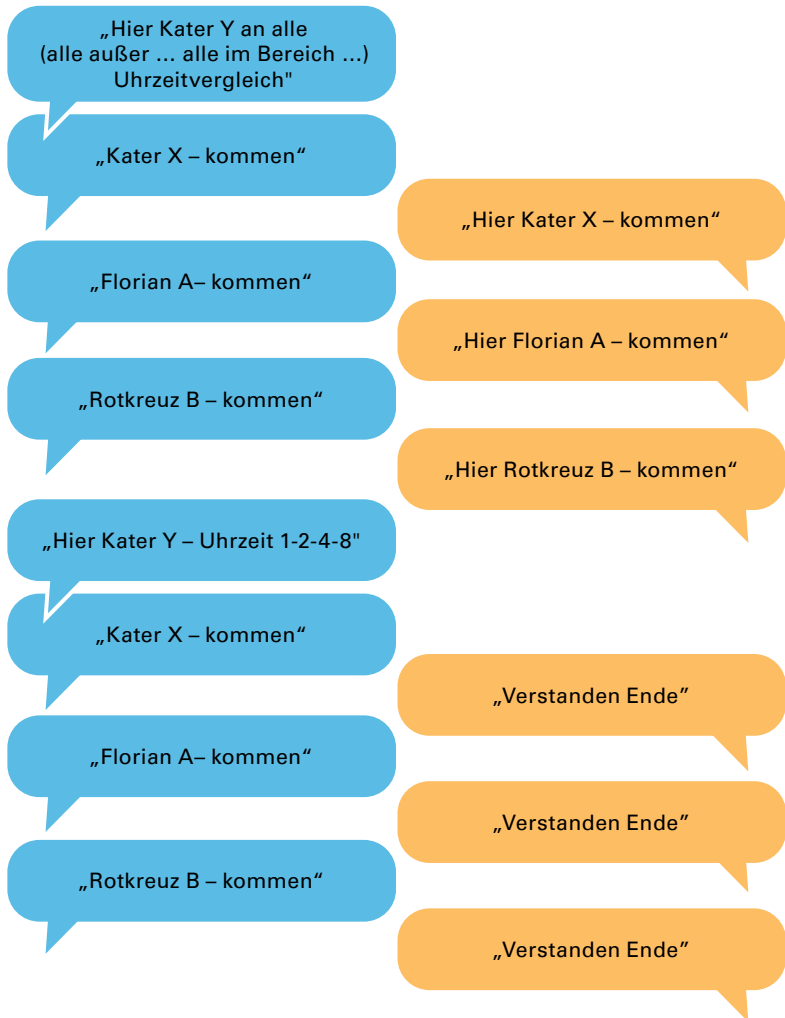 „Hier Kater Y an alle
(alle außer … alle im Bereich …)
Uhrzeitvergleich"
„Kater X – kommen“
„Hier Kater X – kommen“
„Florian A– kommen“
„Hier Florian A – kommen“
„Rotkreuz B – kommen“
„Hier Rotkreuz B – kommen“
„Hier Kater Y – Uhrzeit 1-2-4-8"
„Kater X – kommen“
„Verstanden Ende”
„Florian A– kommen“
„Verstanden Ende”
„Rotkreuz B – kommen“
„Verstanden Ende”